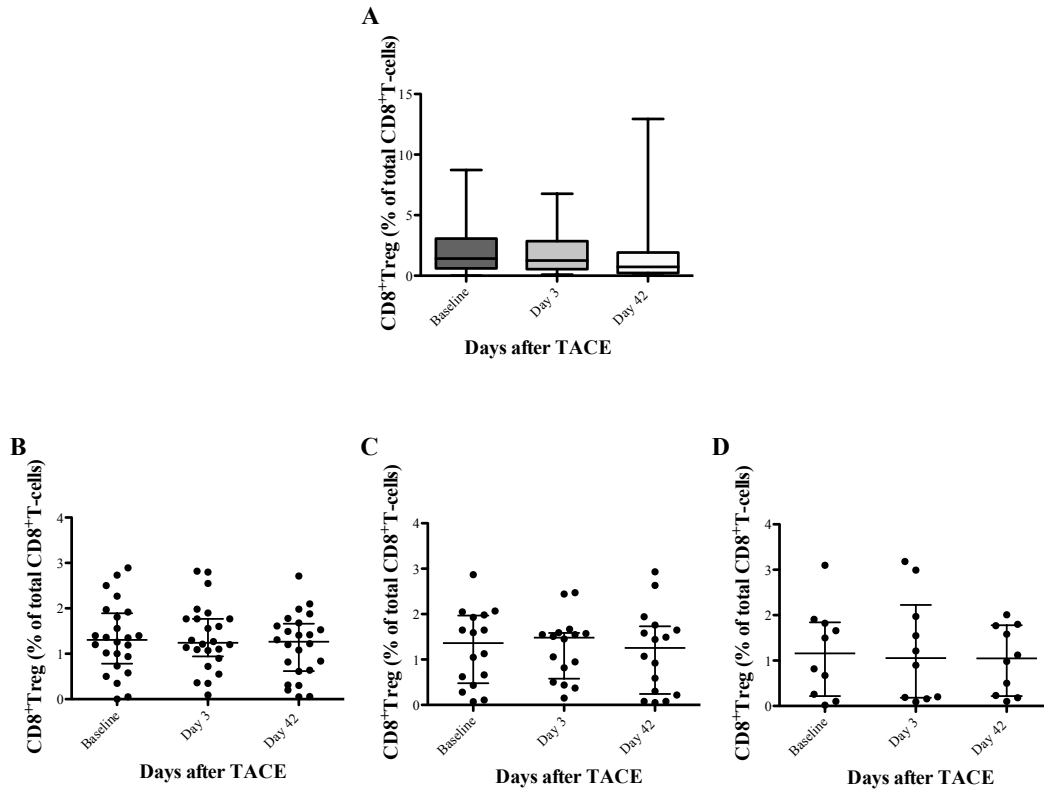 A
CD8+Treg (% of total CD8+T-cells)
15
10
5
0
Baseline
Day 3
Day 42
Days after TACE
B
CD8+Treg (% of total CD8+T-cells)
4
3
2
1
0
Baseline
Day 3
Day 42
Days after TACE
C
CD8+Treg (% of total CD8+T-cells)
4
3
2
1
0
Baseline
Day 3
Day 42
Days after TACE
D
CD8+Treg (% of total CD8+T-cells)
4
3
2
1
0
Baseline
Day 3
Day 42
Days after TACE